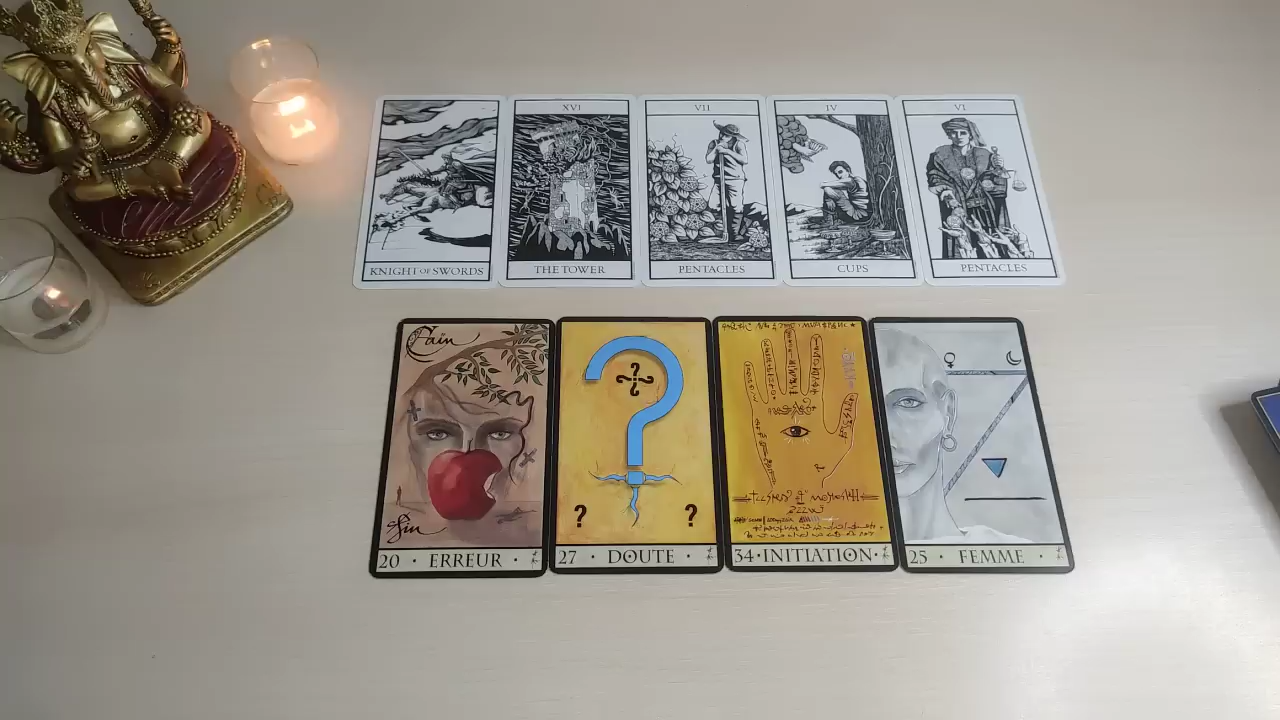 KNIGHT OF SWORDS
XVI
THE TOWER
VII
PENTACLES
IV
CUPS
VI
PENTACLES
Caïn
Sin
20 · ERREUR ·
?
? ?
27 · DOUTE ·
34 · INITIATION ·
25 · FEMME ·